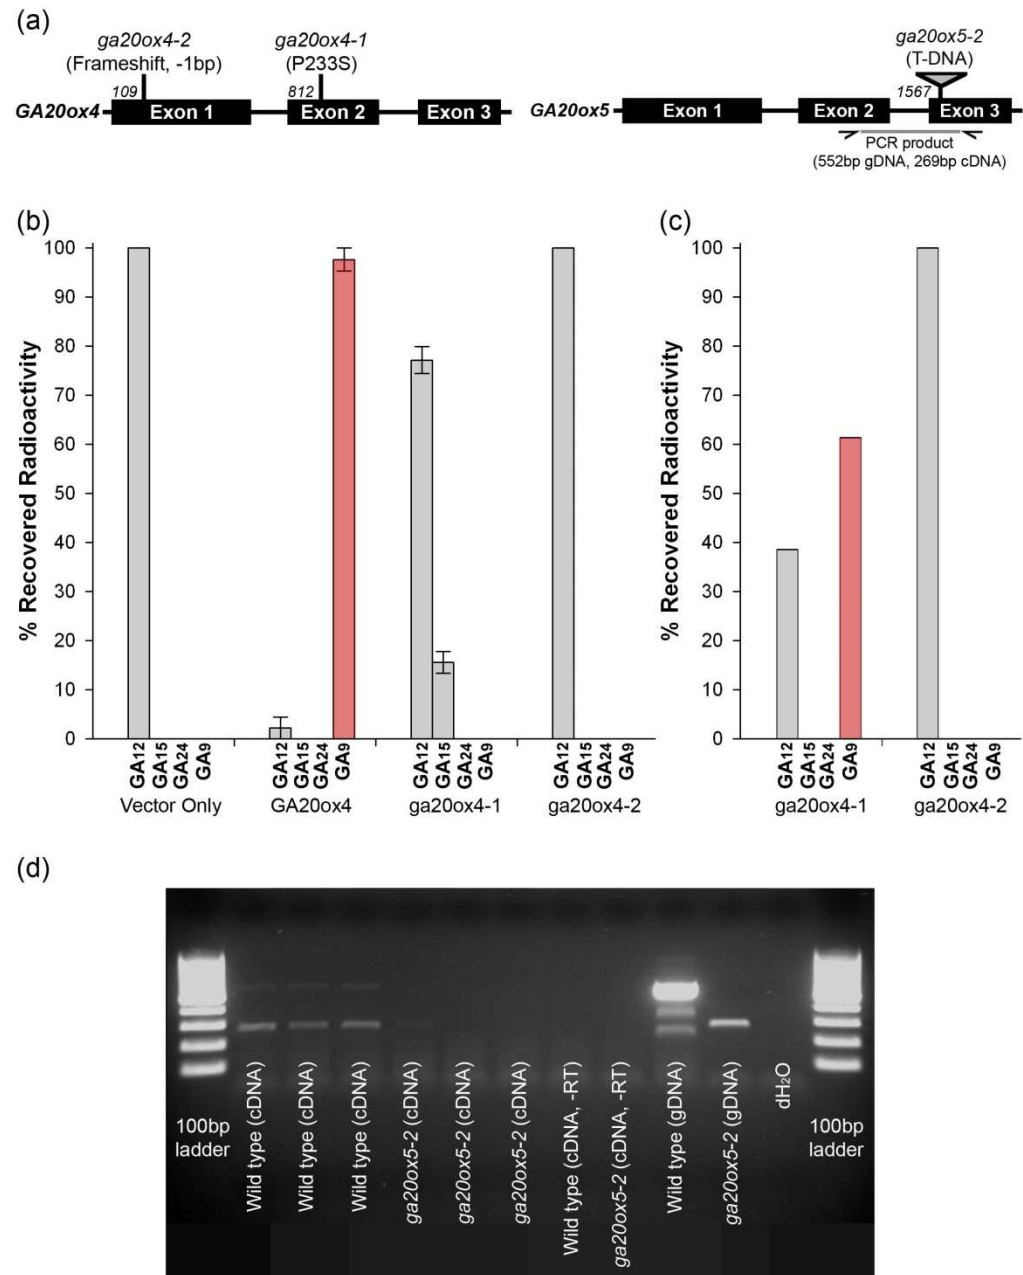 (a)
ga20ox4-2
(Frameshift, -1bp)
ga20ox4-1
(P233S)
ga20ox5-2
(T-DNA)
109
812
1567
GA20ox4
Exon 1
Exon 2
Exon 3
GA20ox5
Exon 1
Exon 2
Exon 3
PCR product
(552bp gDNA, 269bp cDNA)
(b)
% Recovered Radioactivity
100
90
80
70
60
50
40
30
20
10
0
GA12
GA15
GA24
GA9
GA12
GA15
GA24
GA9
GA12
GA15
GA24
GA9
GA12
GA15
GA24
GA9
Vector Only
GA20ox4
ga20ox4-1
ga20ox4-2
(c)
% Recovered Radioactivity
100
90
80
70
60
50
40
30
20
10
0
GA12
GA15
GA24
GA9
GA12
GA15
GA24
GA9
ga20ox4-1
ga20ox4-2
(d)
100bp
ladder
Wild type (cDNA)
Wild type (cDNA)
Wild type (cDNA)
ga20ox5-2 (cDNA)
ga20ox5-2 (cDNA)
ga20ox5-2 (cDNA)
Wild type (cDNA, -RT)
ga20ox5-2 (cDNA, -RT)
Wild type (gDNA)
ga20ox5-2 (gDNA)
dH₂O
100bp
ladder